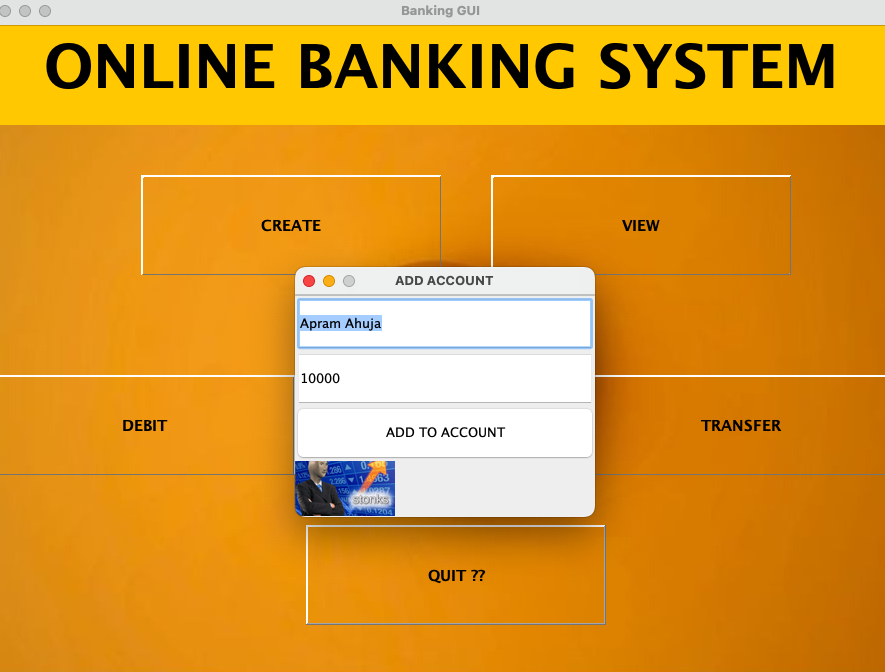 Banking GUI
ONLINE BANKING SYSTEM
CREATE
VIEW
ADD ACCOUNT
Apram Ahuja
10000
DEBIT
ADD TO ACCOUNT
TRANSFER
stonks
QUIT ??